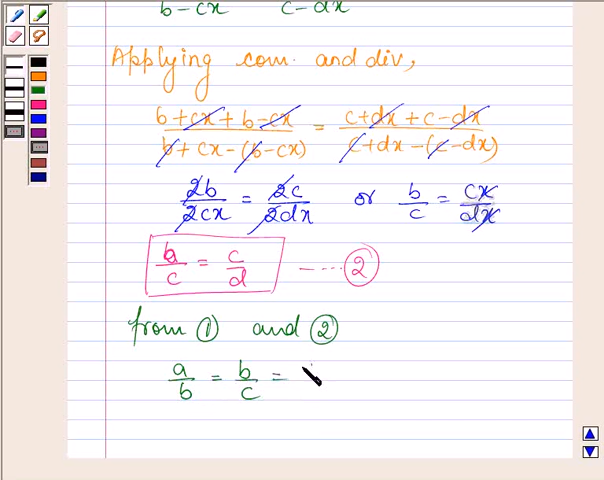 b - cx c - dx
Applying com. and div,
b + cx + b - cx / b + cx - (b - cx) = c + dx + c - dx / c + dx - (c - dx)
2b / 2cx = 2c / 2dx or b / c = cx / dx
b / c = c / d ----- ②
from ① and ②
a / b = b / c =